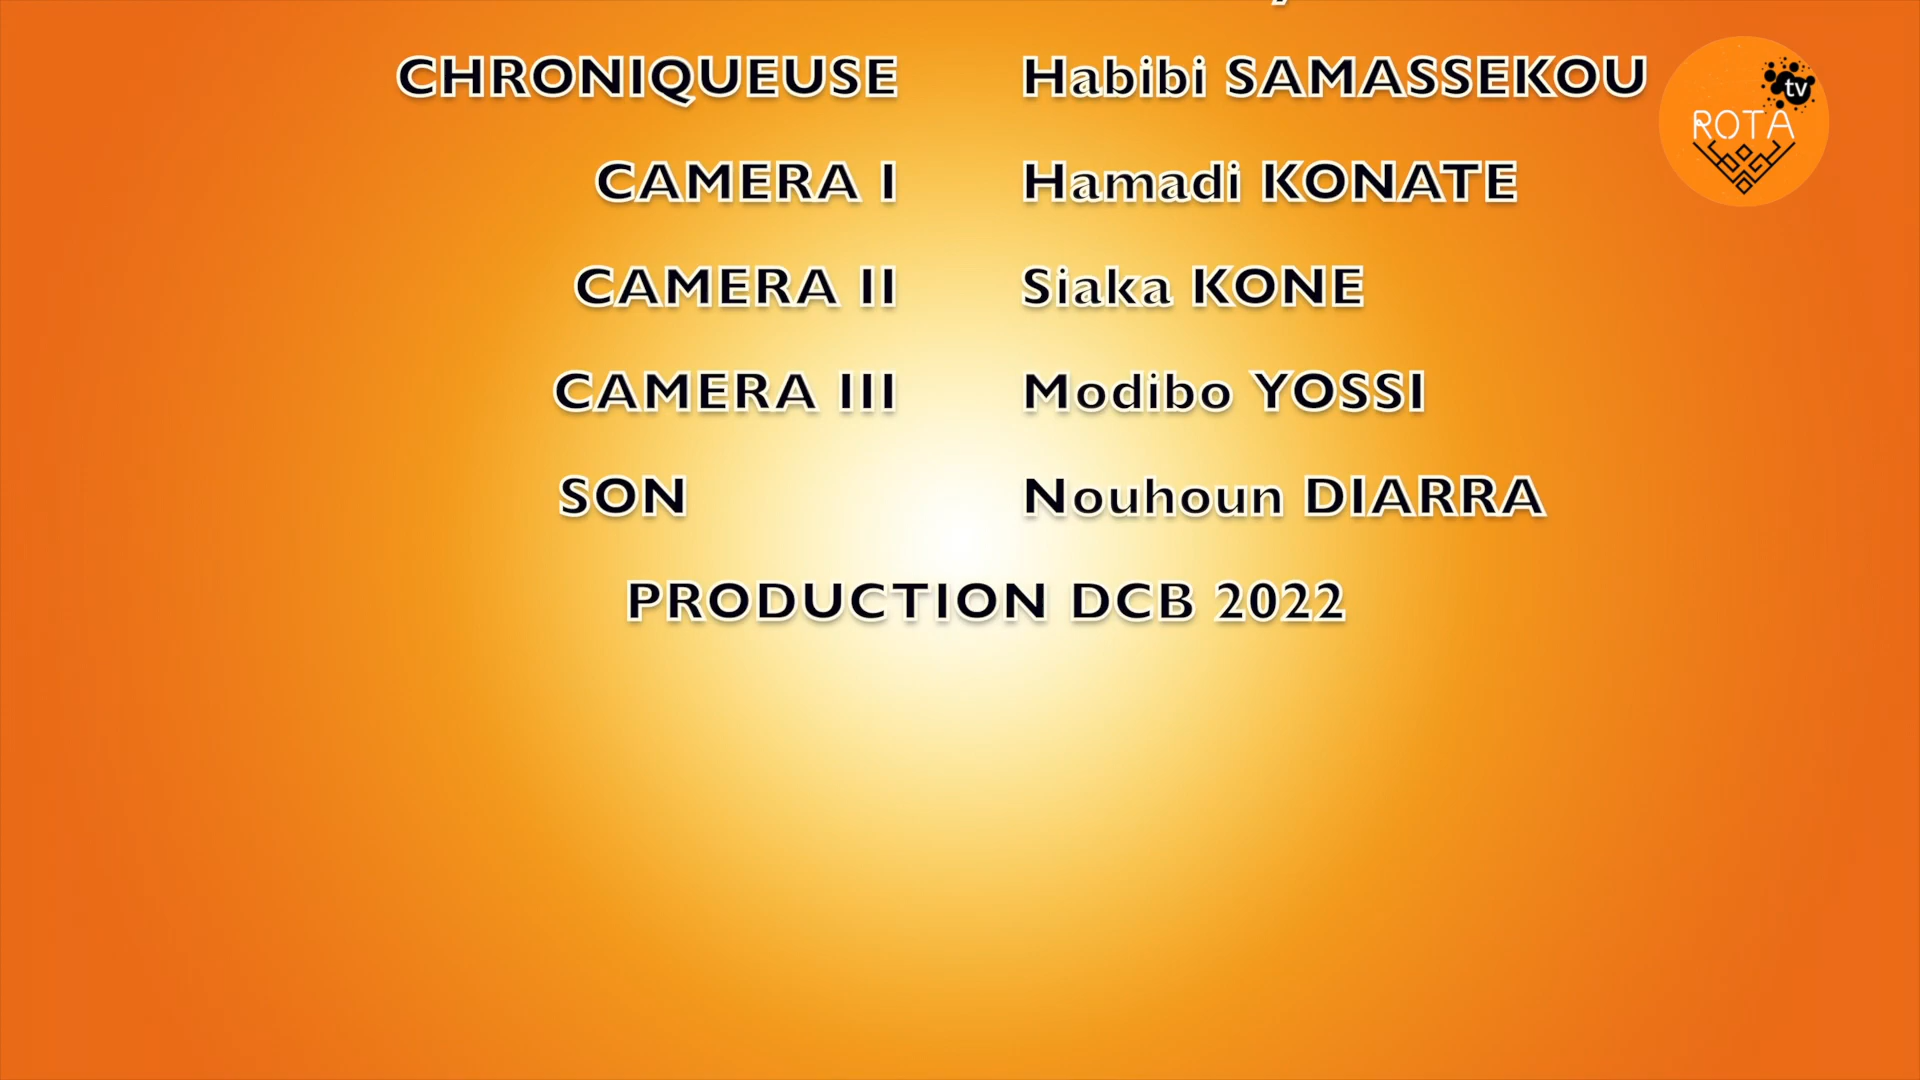 CHRONIQUEUSE Habibi SAMASSEKOU
tv
ROTA
CAMERA I Hamadi KONATE
CAMERA II Siaka KONE
CAMERA III Modibo YOSSI
SON Nouhoun DIARRA
PRODUCTION DCB 2022